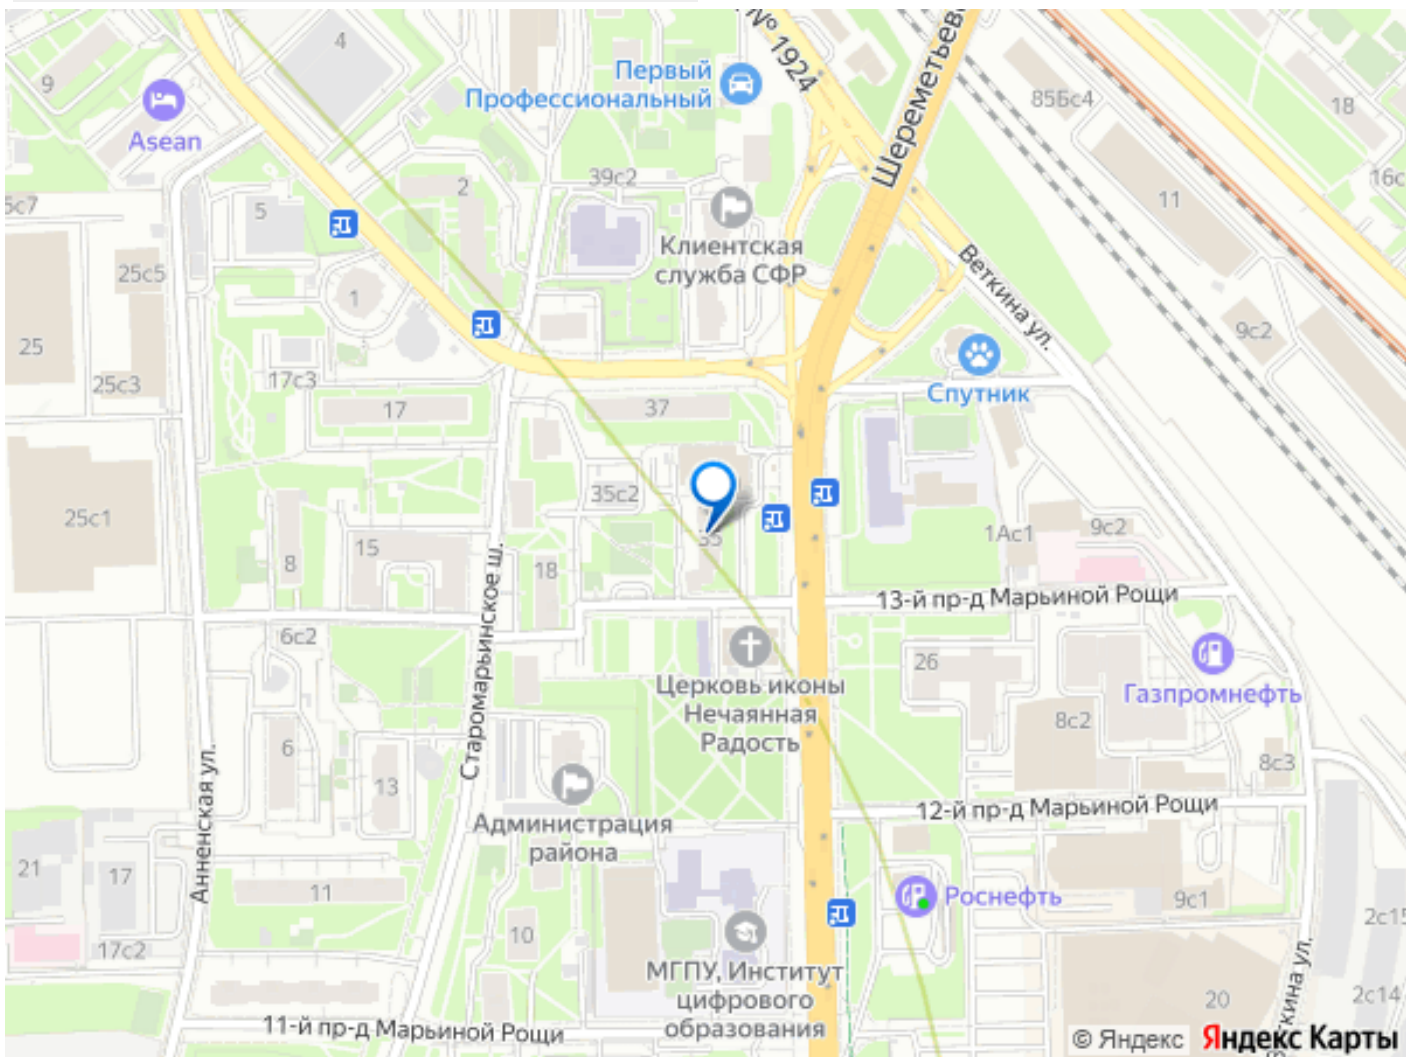 4
№ 1924
Шереметьев
9
Asean
Первый
Профессиональный
85Бс4
18
16с
11
2
39с2
5
Клиентская
служба СФР
Веткина ул.
25с5
1
9с2
25
25с3
17с3
17
37
Спутник
35с2
25с1
8
15
18
35
1Ас1
9с2
Старомарьинское ш.
13-й пр-д Марьиной Рощи
6с2
Церковь иконы
Нечаянная
Радость
26
Газпромнефть
8с2
8с3
6
13
Анненская ул.
Администрация
района
12-й пр-д Марьиной Рощи
21
17
11
Роснефть
9с1
2с15
17с2
10
МГПУ, Институт
цифрового
образования
20
2с14
11-й пр-д Марьиной Рощи
© Яндекс
Яндекс Карты